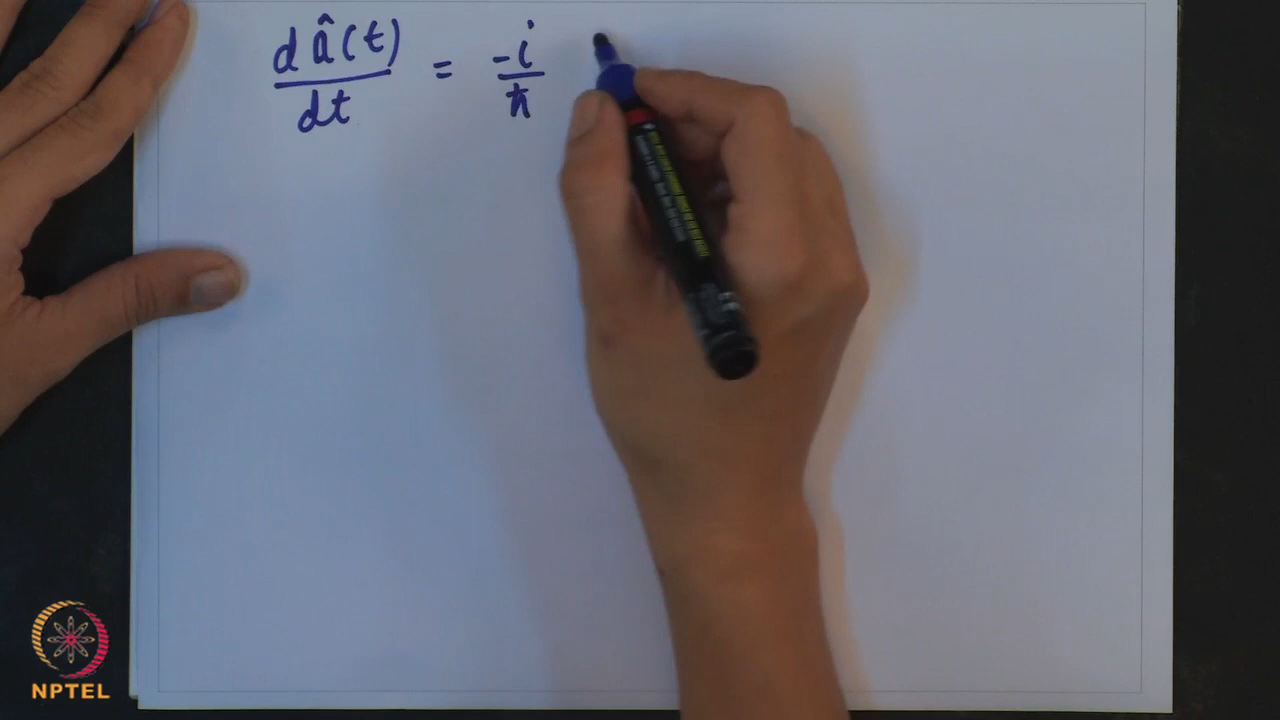 dâ(t)/dt = -i/ħ
NPTEL